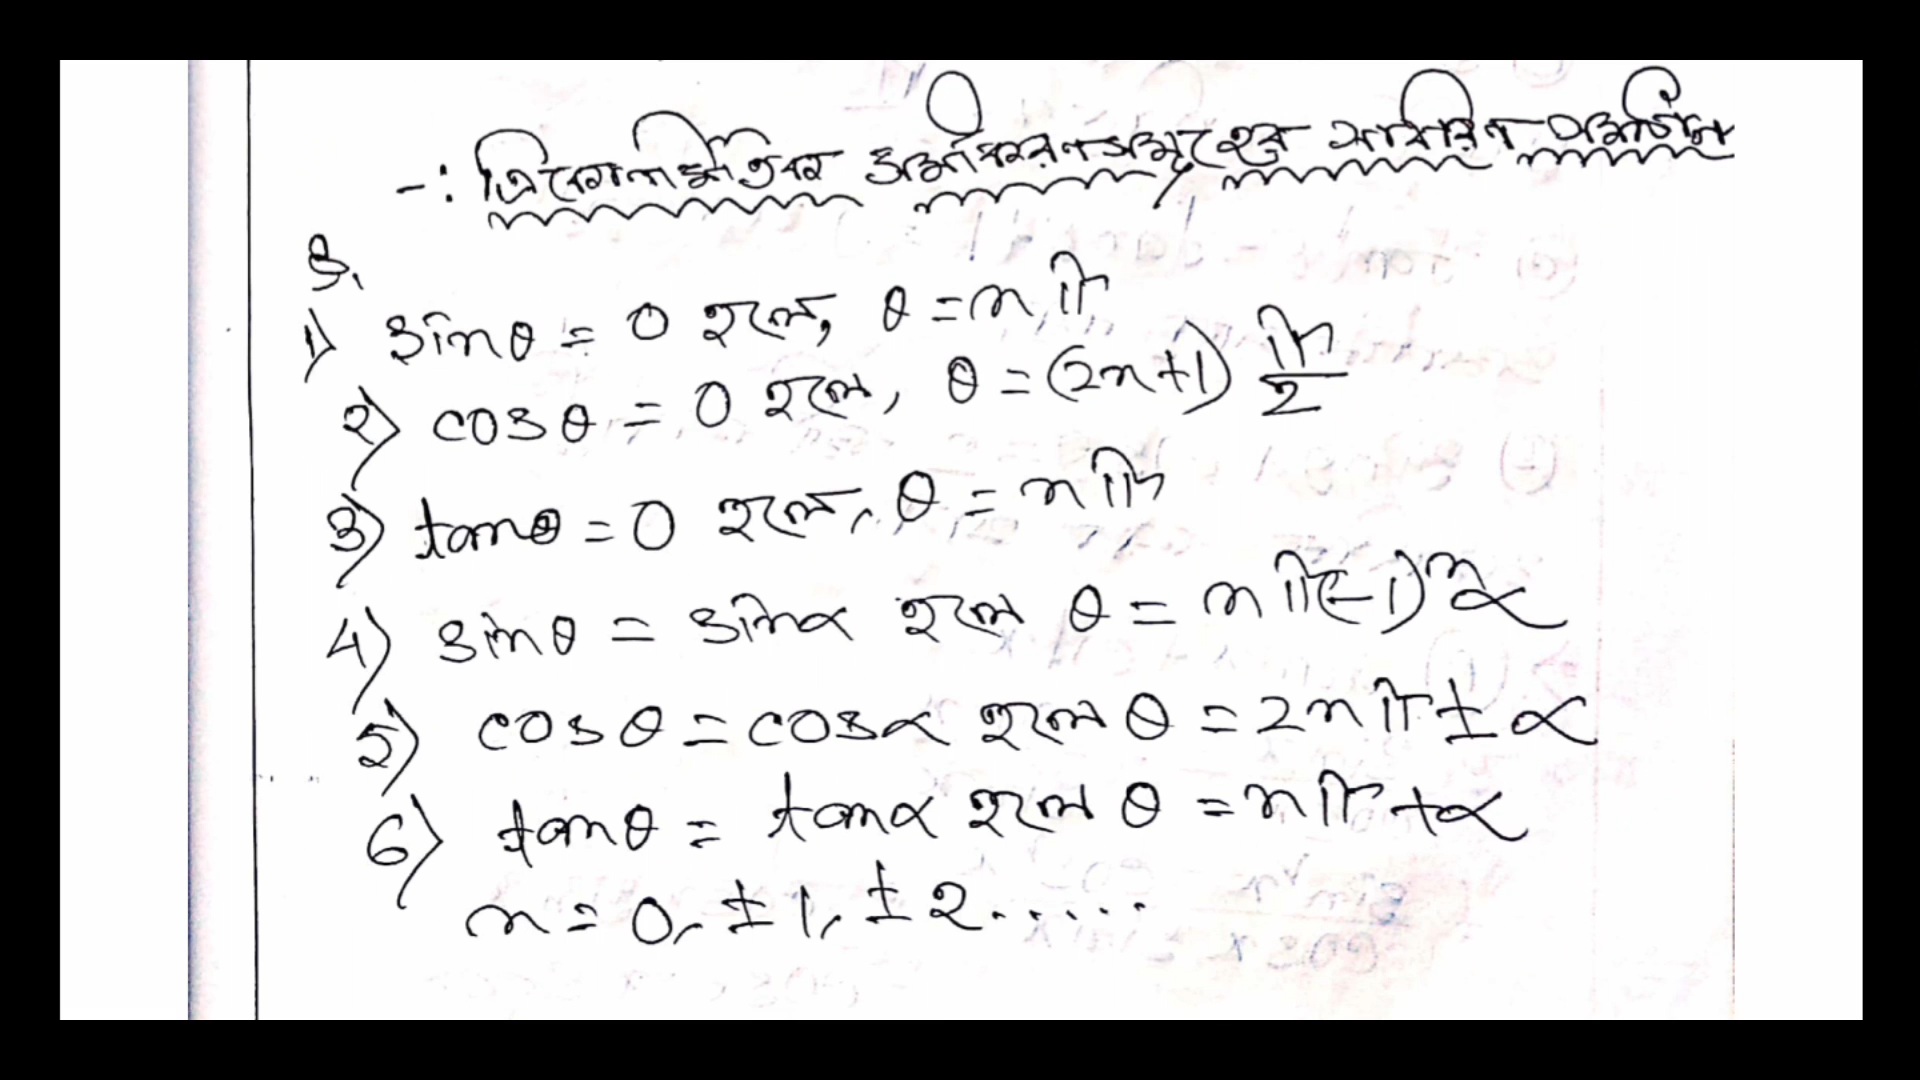 -: ত্রিকোণমিতিক সমীকরণসমূহের সাধারণ সমাধান
S.
1) sinθ = 0 হলে, θ = nπ
2) cosθ = 0 হলে, θ = (2n+1) π/2
3) tanθ = 0 হলে, θ = nπ
4) sinθ = sinα হলে θ = nπ(-1)ⁿα
5) cosθ = cosα হলে θ = 2nπ ± α
6) tanθ = tanα হলে θ = nπ + α
n = 0, ±1, ±2.....